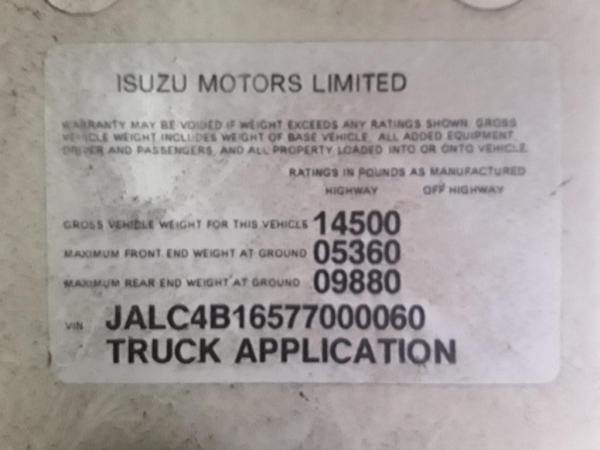 ISUZU MOTORS LIMITED
WARRANTY MAY BE VOIDED IF WEIGHT EXCEEDS ANY RATINGS SHOWN. GROSS
VEHICLE WEIGHT INCLUDES WEIGHT OF BASE VEHICLE, ALL ADDED EQUIPMENT,
DRIVER AND PASSENGERS, AND ALL PROPERTY LOADED INTO OR ONTO VEHICLE.
RATINGS IN POUNDS AS MANUFACTURED
HIGHWAY OFF HIGHWAY
GROSS VEHICLE WEIGHT FOR THIS VEHICLE 14500
MAXIMUM FRONT END WEIGHT AT GROUND 05360
MAXIMUM REAR END WEIGHT AT GROUND 09880
VIN JALC4B16577000060
TRUCK APPLICATION